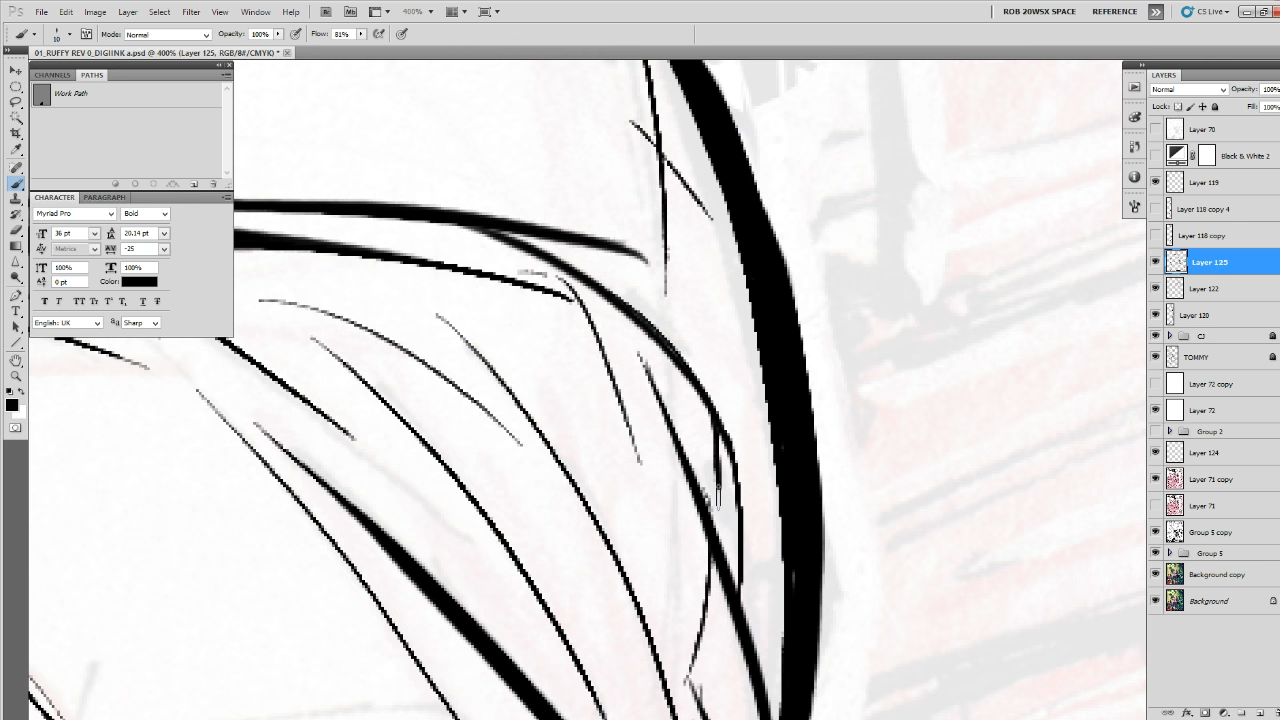 Ps File Edit Image Layer Select Filter View Window Help Br Mb 400% ROB 20WSX SPACE REFERENCE CS Live
10 Mode: Normal Opacity: 100% Flow: 81%
01_RUFFY REV 0_DIGIINK a.psd @ 400% (Layer 125, RGB/8#/CMYK) *
CHANNELS PATHS
Work Path
CHARACTER PARAGRAPH
Myriad Pro Bold
36 pt 20.14 pt
Metrics -25
100% 100%
0 pt Color:
English: UK Sharp
LAYERS
Normal Opacity: 100%
Lock: Fill: 100%
Layer 70
Black & White 2
Layer 119
Layer 118 copy 4
Layer 118 copy
Layer 125
Layer 122
Layer 120
CJ
TOMMY
Layer 72 copy
Layer 72
Group 2
Layer 124
Layer 71 copy
Layer 71
Group 5 copy
Group 5
Background copy
Background